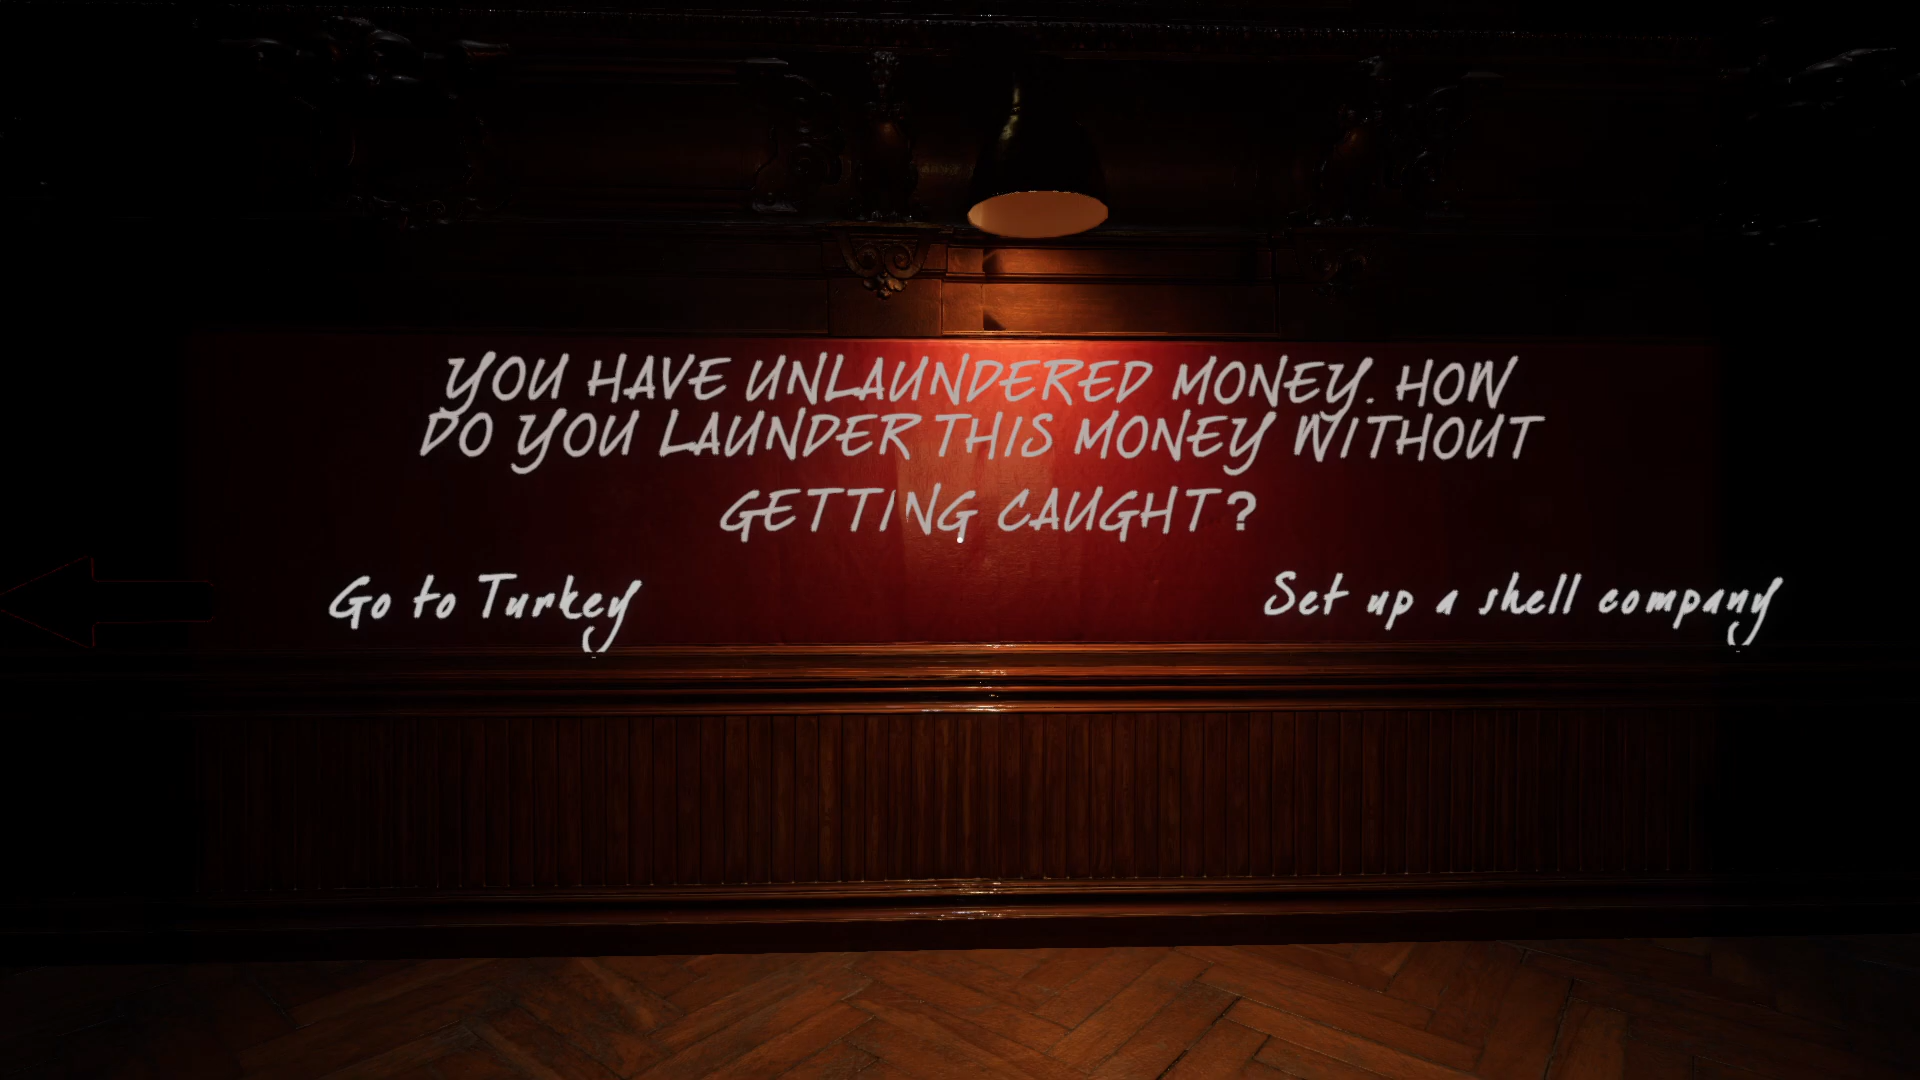 YOU HAVE UNLAUNDERED MONEY. HOW
DO YOU LAUNDER THIS MONEY WITHOUT
GETTING CAUGHT?
Go to Turkey
Set up a shell company